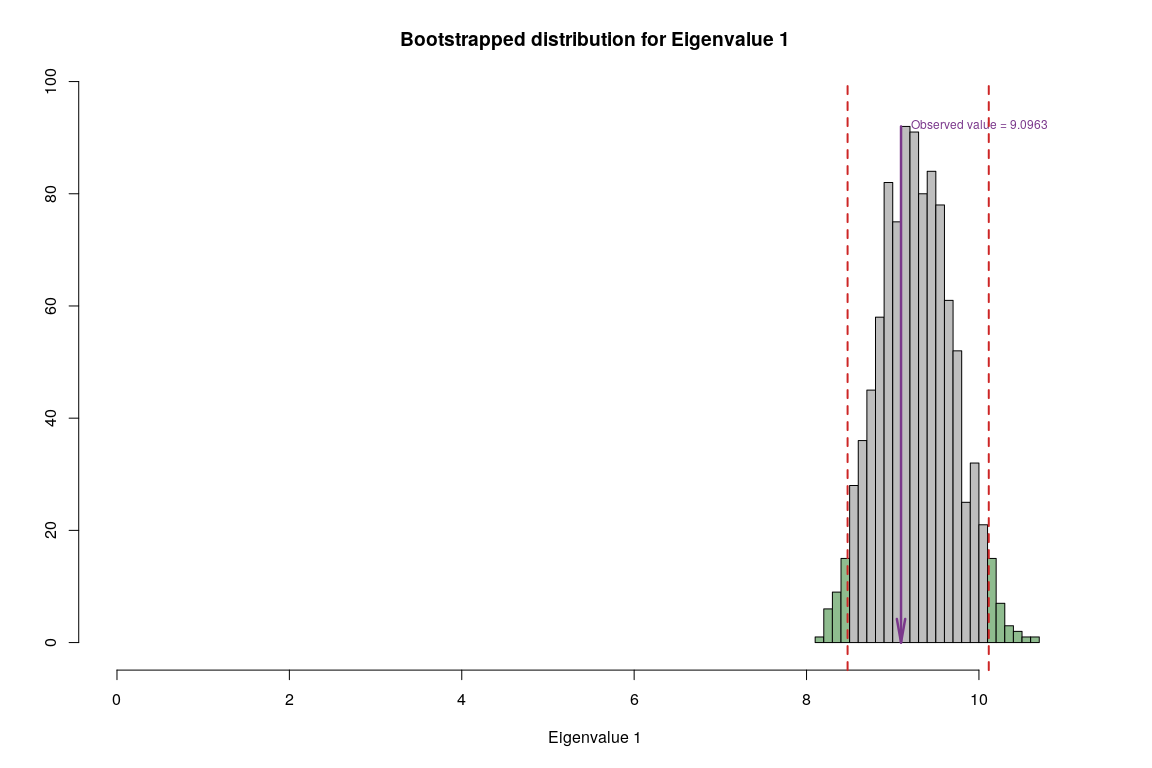 Bootstrapped distribution for Eigenvalue 1
100
80
60
40
20
0
Observed value = 9.0963
0 2 4 6 8 10
Eigenvalue 1